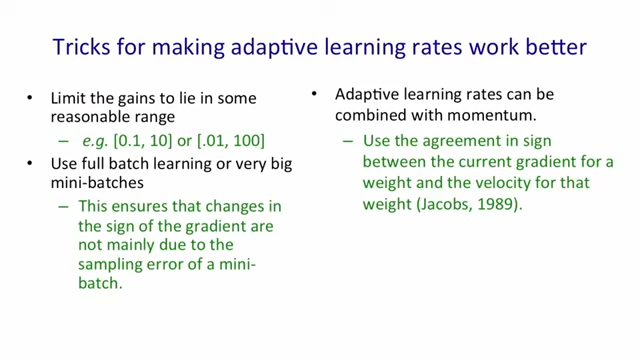 Tricks for making adaptive learning rates work better
• Limit the gains to lie in some
reasonable range
– e.g. [0.1, 10] or [.01, 100]
• Use full batch learning or very big
mini-batches
– This ensures that changes in
the sign of the gradient are
not mainly due to the
sampling error of a mini-
batch.
• Adaptive learning rates can be
combined with momentum.
– Use the agreement in sign
between the current gradient for a
weight and the velocity for that
weight (Jacobs, 1989).